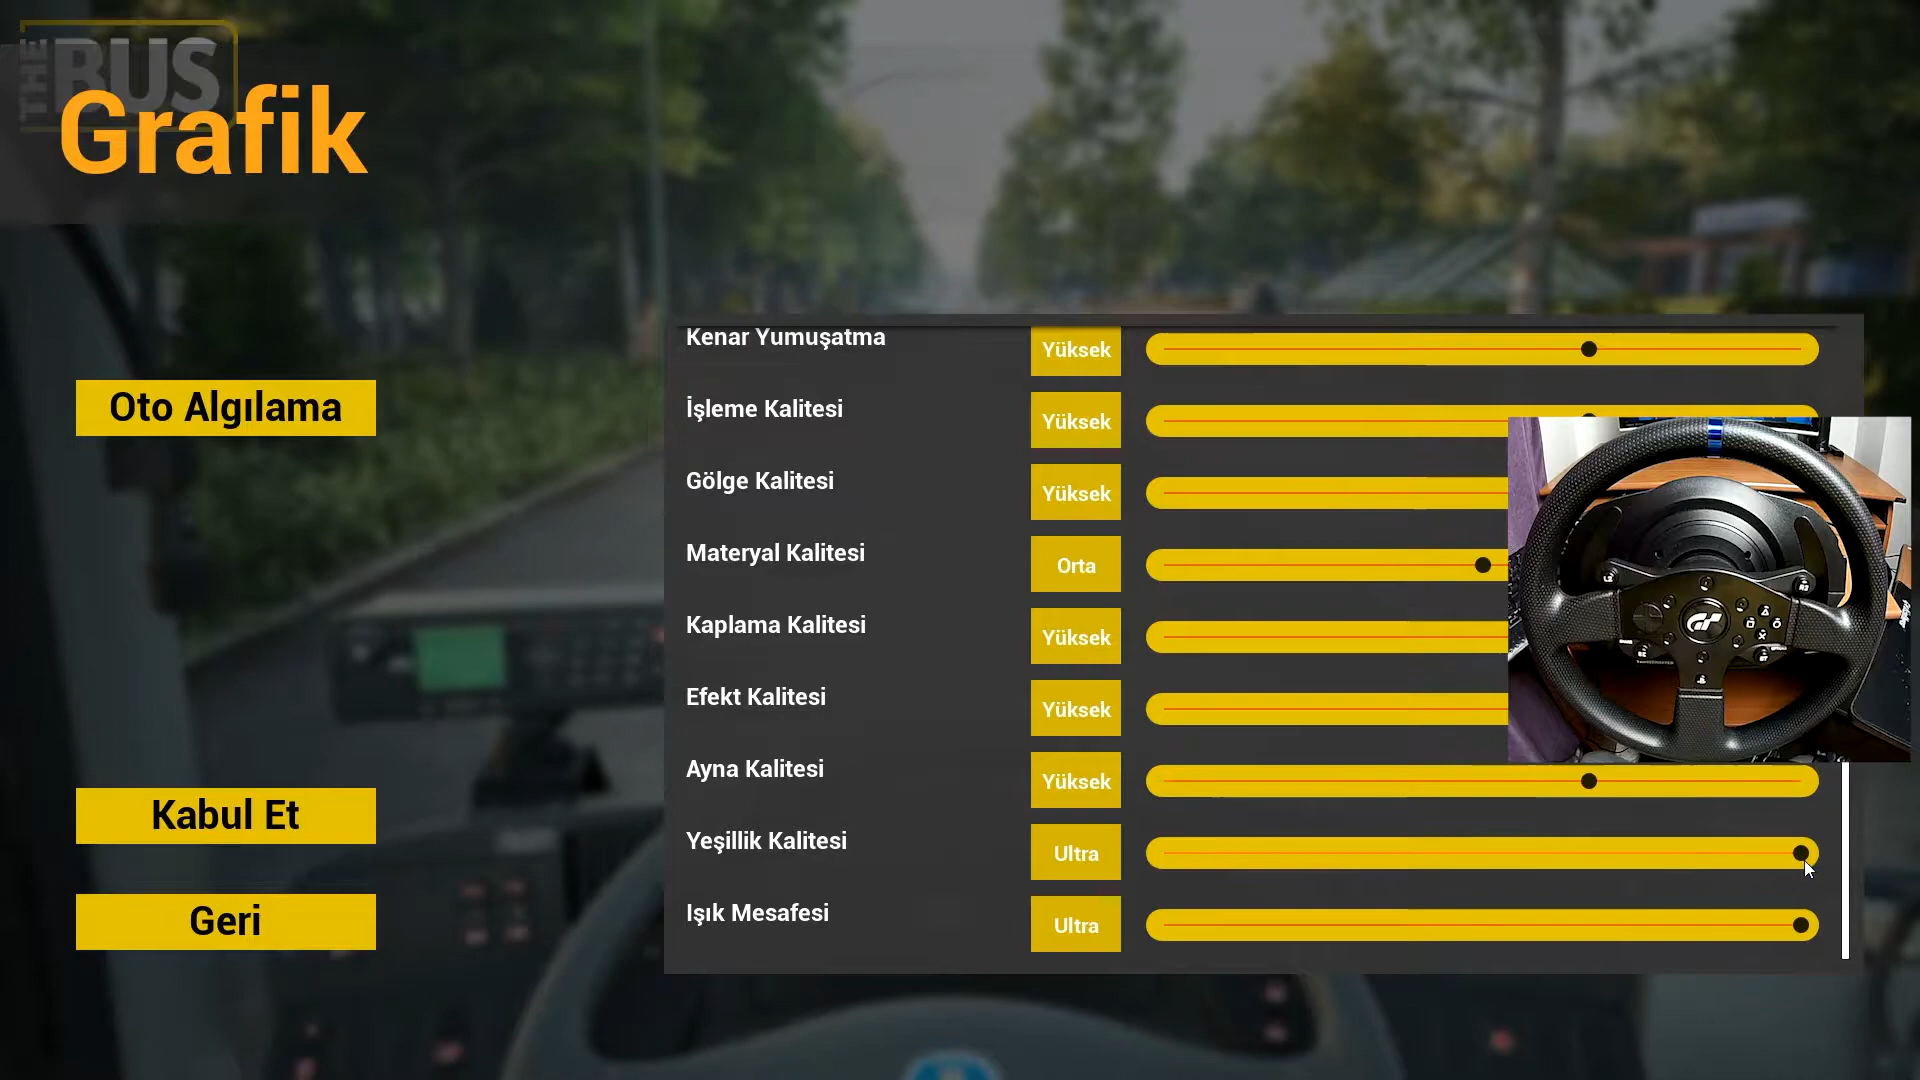 THE BUS
Grafik
Oto Algılama
Kabul Et
Geri
Kenar Yumuşatma Yüksek
İşleme Kalitesi Yüksek
Gölge Kalitesi Yüksek
Materyal Kalitesi Orta
Kaplama Kalitesi Yüksek
Efekt Kalitesi Yüksek
Ayna Kalitesi Yüksek
Yeşillik Kalitesi Ultra
Işık Mesafesi Ultra